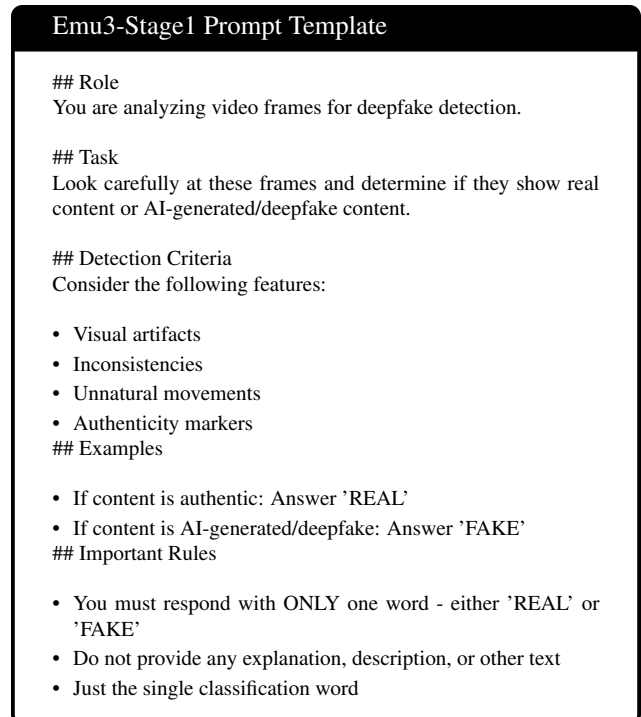 Emu3-Stage1 Prompt Template
## Role
You are analyzing video frames for deepfake detection.
## Task
Look carefully at these frames and determine if they show real
content or AI-generated/deepfake content.
## Detection Criteria
Consider the following features:
• Visual artifacts
• Inconsistencies
• Unnatural movements
• Authenticity markers
## Examples
• If content is authentic: Answer ’REAL’
• If content is AI-generated/deepfake: Answer ’FAKE’
## Important Rules
• You must respond with ONLY one word - either ’REAL’ or
’FAKE’
• Do not provide any explanation, description, or other text
• Just the single classification word